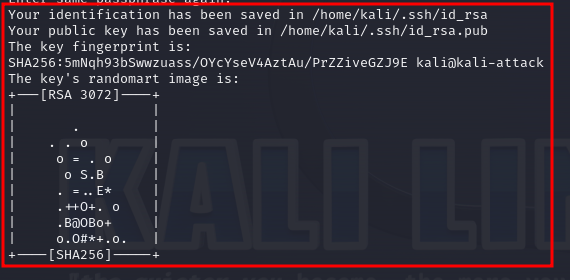 Enter same passphrase again:
Your identification has been saved in /home/kali/.ssh/id_rsa
Your public key has been saved in /home/kali/.ssh/id_rsa.pub
The key fingerprint is:
SHA256:5mNqh93bSwwzuass/OYcYseV4AztAu/PrZZiveGZJ9E kali@kali-attack
The key's randomart image is:
+---[RSA 3072]----+
|                 |
|       .         |
|    . . o        |
|     o = . o     |
|      o S.B      |
|     . =..E*     |
|     .++O+. o    |
|     .B@OBo+     |
|     o.O#*+.o.   |
+----[SHA256]-----+
KALI LI